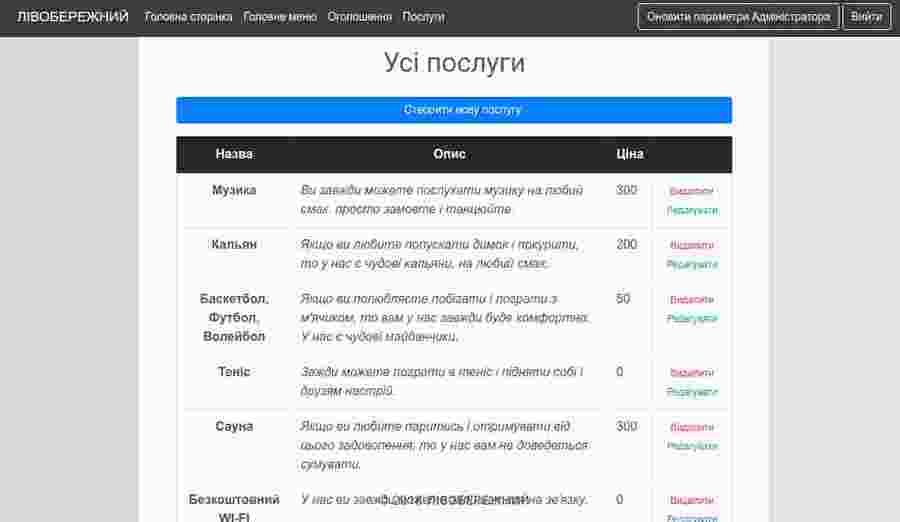 ЛІВОБЕРЕЖНИЙ Головна сторінка Головне меню Оголошення Послуги Оновити параметри Адміністратора Вийти
Усі послуги
Створити нову послугу
Назва Опис Ціна
Музика Ви завжди можете послухати музику на любий 300 Видалити
смак, просто замовте і танцюйте. Редагувати
Кальян Якщо ви любите попускати димок і покурити, 200 Видалити
то у нас є чудові кальяни, на любий смак. Редагувати
Баскетбол, Якщо ви полюбляєте побігати і пограти з 50 Видалити
Футбол, м'ячиком, то вам у нас завжди буде комфортно. Редагувати
Волейбол У нас є чудові майданчики.
Теніс Зажди можете пограти в теніс і підняти собі і 0 Видалити
друзям настрій. Редагувати
Сауна Якщо ви любите паритись і отримувати від 300 Видалити
цього задоволення, то у нас вам не доведеться Редагувати
сумувати.
Безкоштовний У нас ви завжди на зв'язку. 0 Видалити
WI-FI Редагувати
© 2018 ЛІВОБЕРЕЖНИЙ